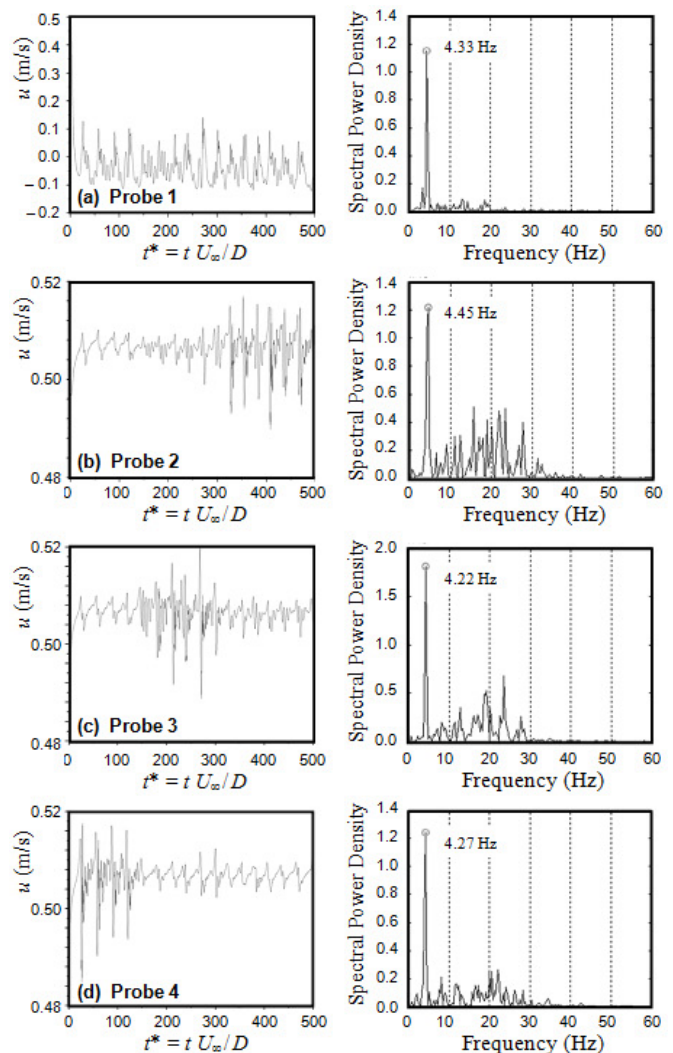 0.5
0.4
0.3
0.2
0.1
0.0
−0.1
−0.2
u (m/s)
(a) Probe 1
0 100 200 300 400 500
t* = t U∞/D
1.4
1.2
1.0
0.8
0.6
0.4
0.2
0.0
Spectral Power Density
4.33 Hz
0 10 20 30 40 50 60
Frequency (Hz)
0.52
0.50
0.48
u (m/s)
(b) Probe 2
0 100 200 300 400 500
t* = t U∞/D
1.4
1.2
1.0
0.8
0.6
0.4
0.2
0.0
Spectral Power Density
4.45 Hz
0 10 20 30 40 50 60
Frequency (Hz)
0.52
0.50
0.48
u (m/s)
(c) Probe 3
0 100 200 300 400 500
t* = t U∞/D
2.0
1.5
1.0
0.5
0.0
Spectral Power Density
4.22 Hz
0 10 20 30 40 50 60
Frequency (Hz)
0.52
0.50
0.48
u (m/s)
(d) Probe 4
0 100 200 300 400 500
t* = t U∞/D
1.4
1.2
1.0
0.8
0.6
0.4
0.2
0.0
Spectral Power Density
4.27 Hz
0 10 20 30 40 50 60
Frequency (Hz)